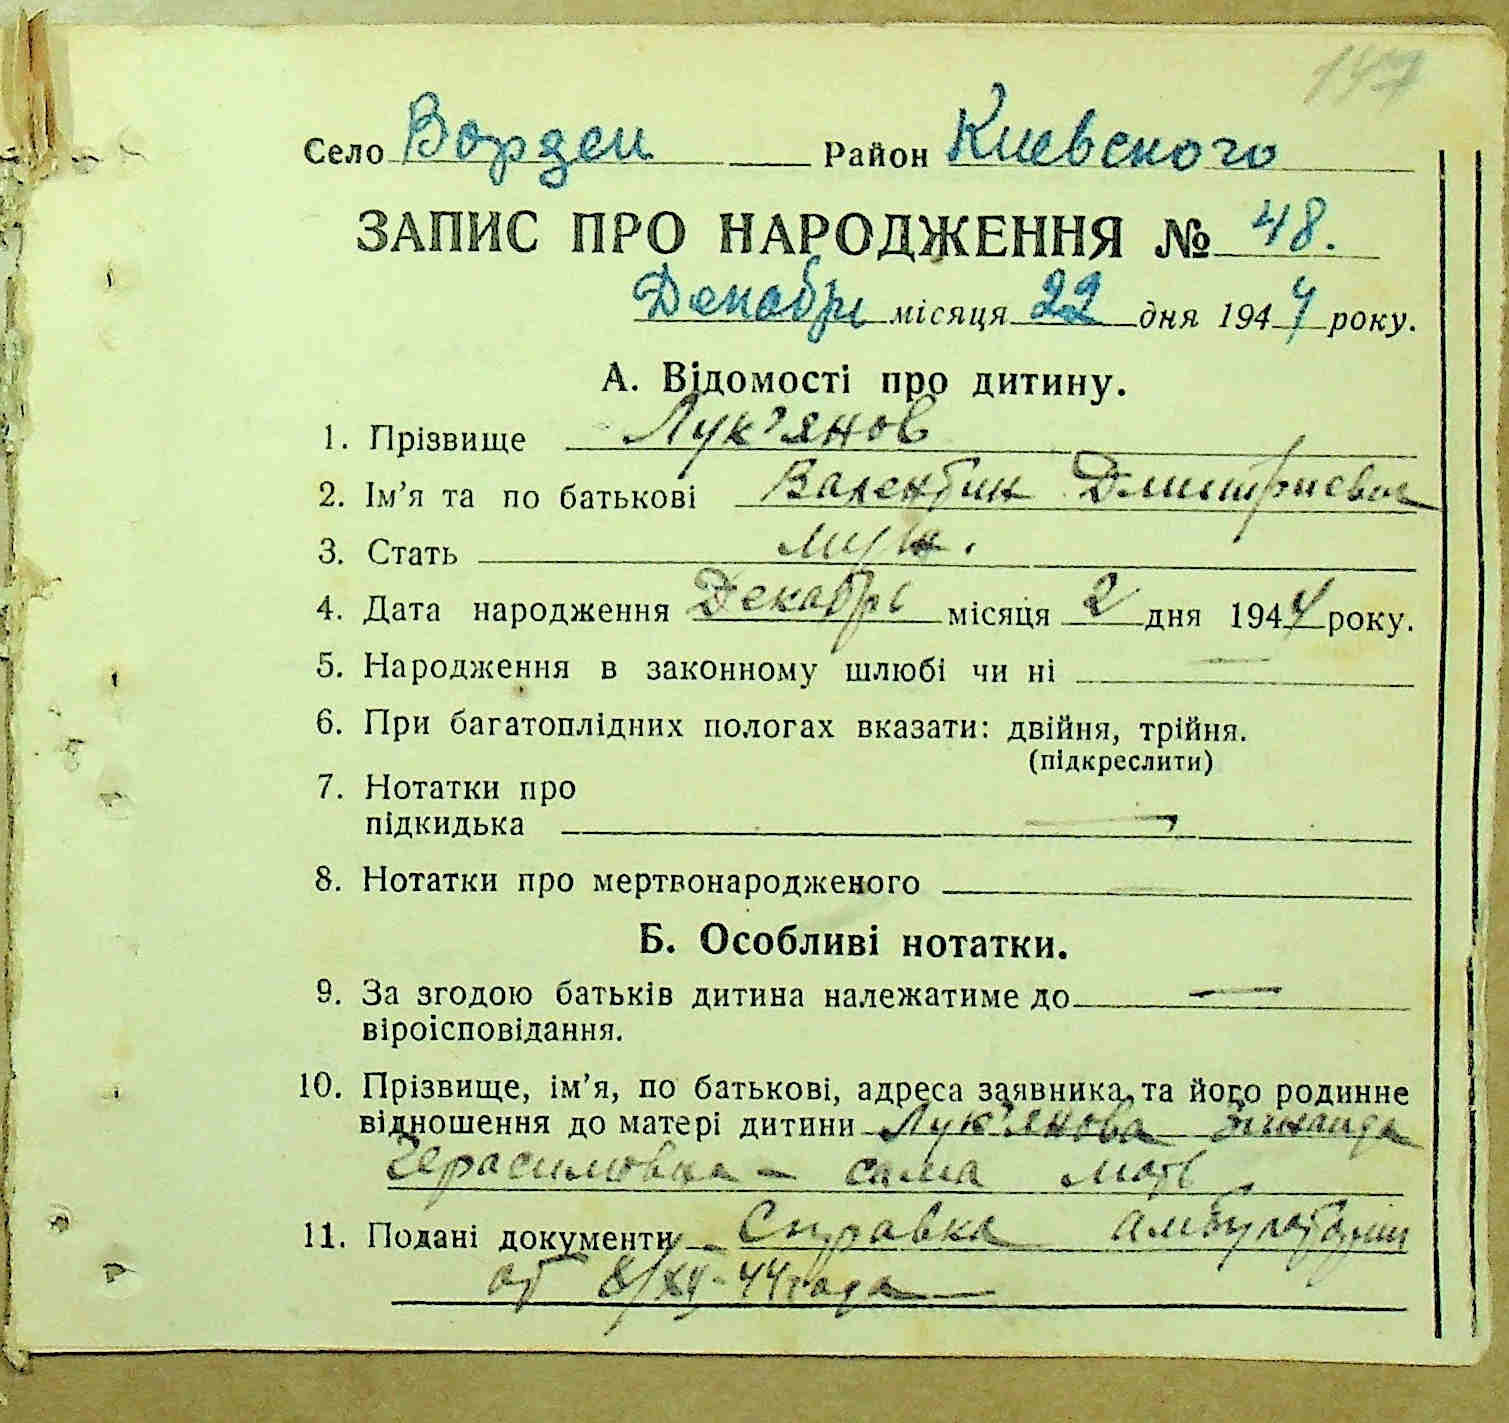 147
Село Ворзеи Район Киевского
ЗАПИС ПРО НАРОДЖЕННЯ № 48.
Декабрь місяця 22 дня 1944 року.
А. Відомості про дитину.
1. Прізвище Лук'янов
2. Ім'я та по батькові Валентин Дмитриевич
3. Стать муж.
4. Дата народження Декабрь місяця 2 дня 1944 року.
5. Народження в законному шлюбі чи ні —
6. При багатоплідних пологах вказати: двійня, трійня.
(підкреслити)
7. Нотатки про
підкидька —
8. Нотатки про мертвонародженого
Б. Особливі нотатки.
9. За згодою батьків дитина належатиме до —
віроісповідання.
10. Прізвище, ім'я, по батькові, адреса заявника, та його родинне
відношення до матері дитини Лук'янова Зинаида
Герасимовна - сама мать
11. Подані документи Справка амбулатории
от 8/XII-44 года